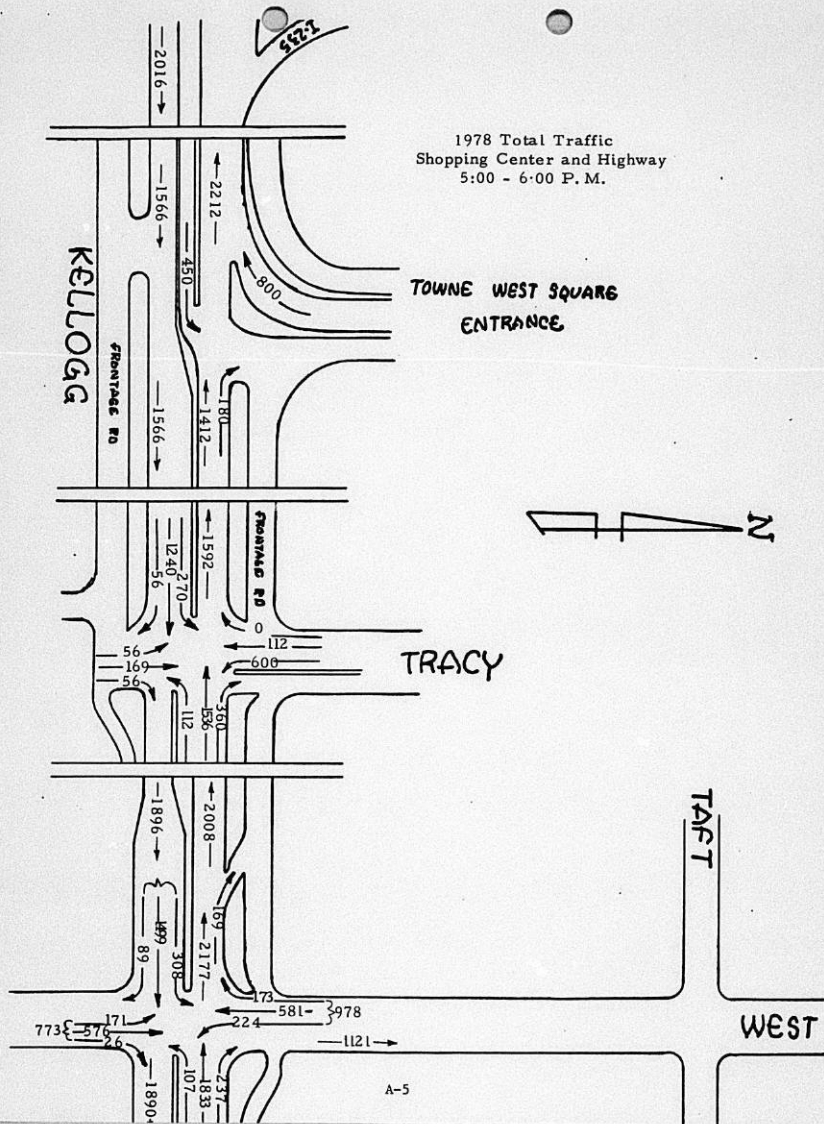 I-235
2016
1978 Total Traffic
Shopping Center and Highway
5:00 - 6:00 P. M.
1566
2212
450
800
TOWNE WEST SQUARE
ENTRANCE
KELLOGG
FRONTAGE RD
1566
1412
180
56
1240
270
1592
FRONTAGE RD
0
112
600
TRACY
56
169
56
112
1536
360
N
1896
2008
TAFT
1499
89
308
169
2177
173
581
224
978
773
171
576
26
1121
WEST
1890
107
1833
237
A-5